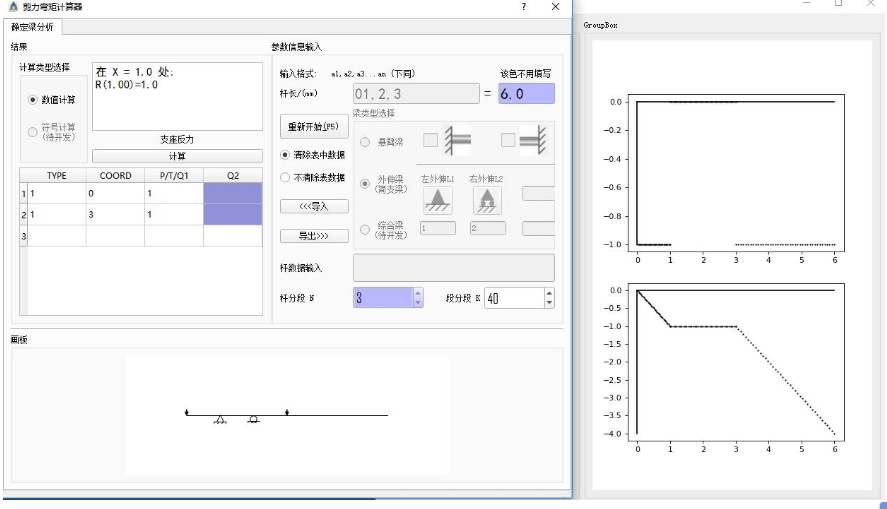 剪力弯矩计算器
?
静定梁分析
结果
计算类型选择
数值计算
符号计算
(待开发)
在 X = 1.0 处:
R(1.00)=1.0
支座反力
计算
TYPE COORD P/T/Q1 Q2
1 1 0 1
2 1 3 1
3
参数信息输入
输入格式: a1,a2,a3...an (下同) 该色不用填写
杆长/(mm) 01,2,3 = 6.0
重新开始(F5)
清除表中数据
不清除表数据
<<<导入
导出>>>
梁类型选择
悬臂梁
外伸梁
(简支梁)
左外伸L1 右外伸L2
综合梁
(待开发)
1 2
杆数据输入
杆分段 N 3 段分段 K 40
画板
GroupBox
0.0
−0.2
−0.4
−0.6
−0.8
−1.0
0 1 2 3 4 5 6
0.0
−0.5
−1.0
−1.5
−2.0
−2.5
−3.0
−3.5
−4.0
0 1 2 3 4 5 6